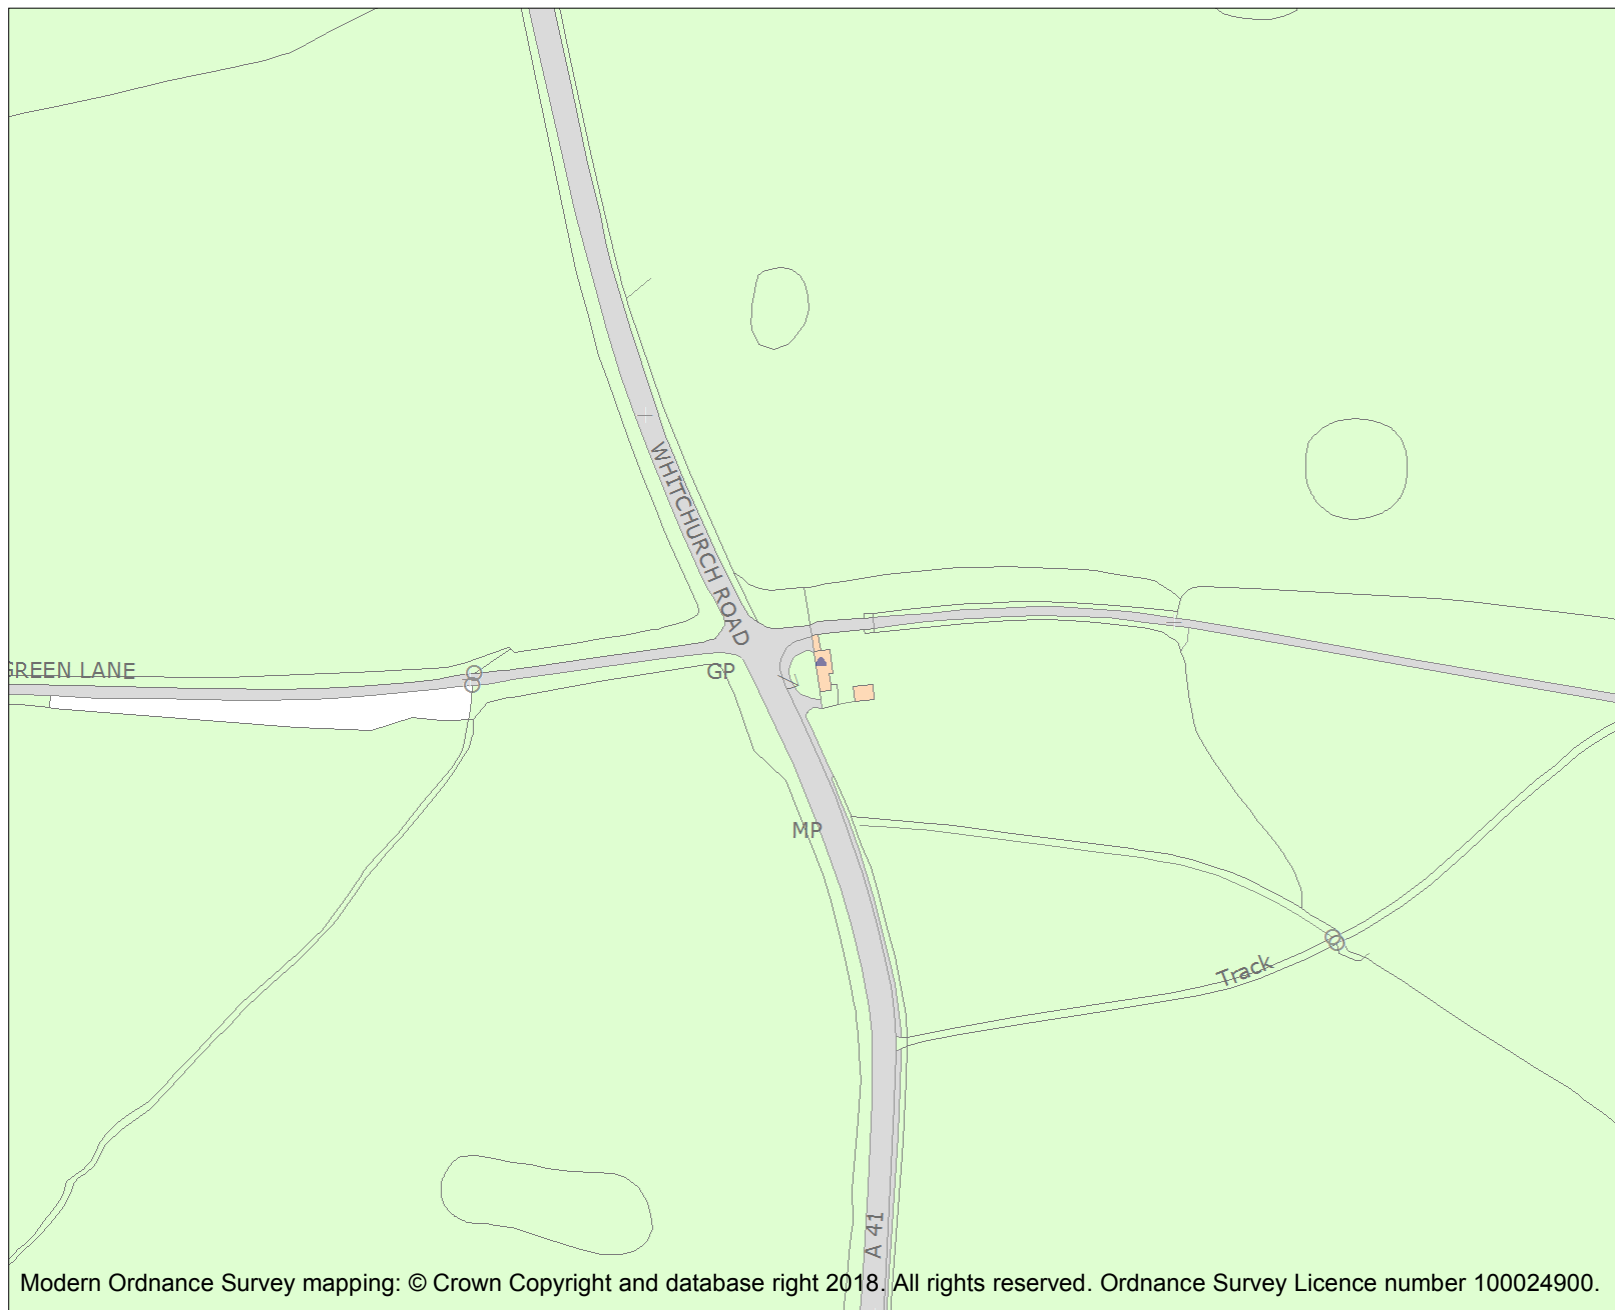 WHITCHURCH ROAD
GREEN LANE
GP
MP
Track
A 41
Modern Ordnance Survey mapping: © Crown Copyright and database right 2018. All rights reserved. Ordnance Survey Licence number 100024900.